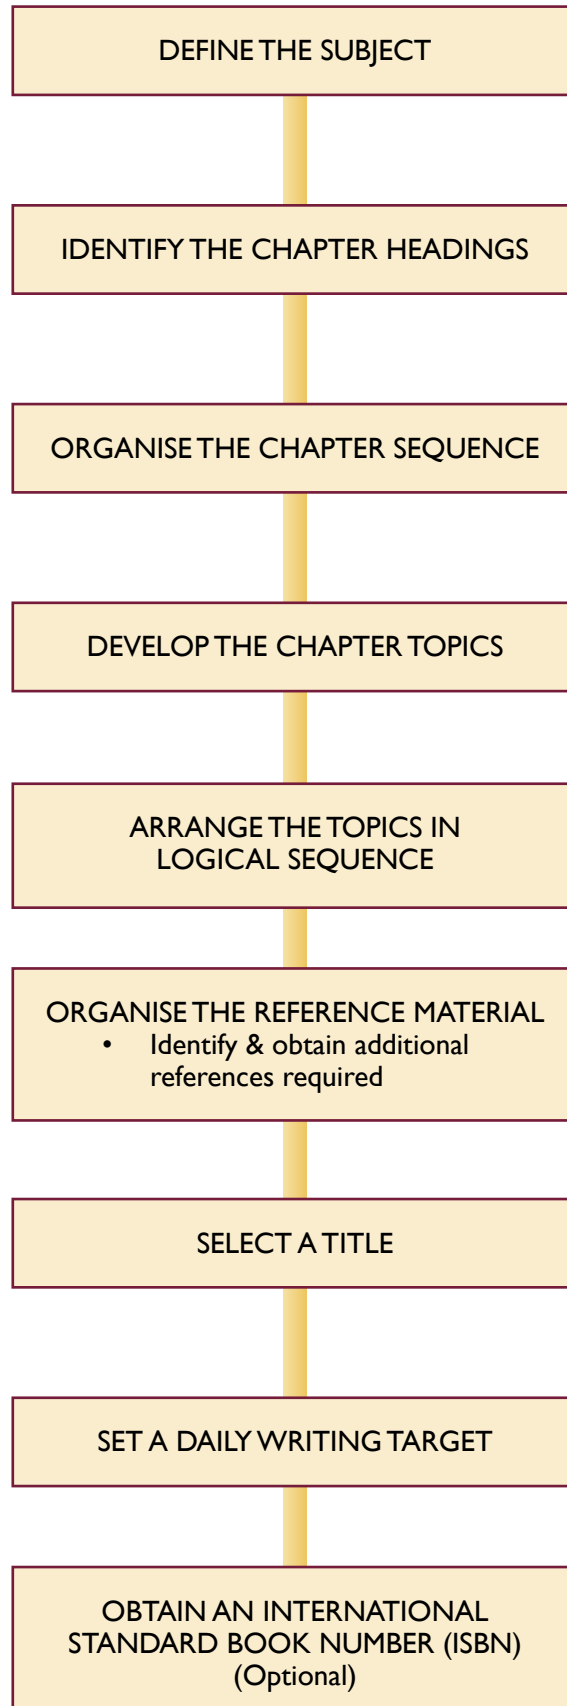 DEFINE THE SUBJECT
IDENTIFY THE CHAPTER HEADINGS
ORGANISE THE CHAPTER SEQUENCE
DEVELOP THE CHAPTER TOPICS
ARRANGE THE TOPICS IN
LOGICAL SEQUENCE
ORGANISE THE REFERENCE MATERIAL
• Identify & obtain additional
references required
SELECT A TITLE
SET A DAILY WRITING TARGET
OBTAIN AN INTERNATIONAL
STANDARD BOOK NUMBER (ISBN)
(Optional)